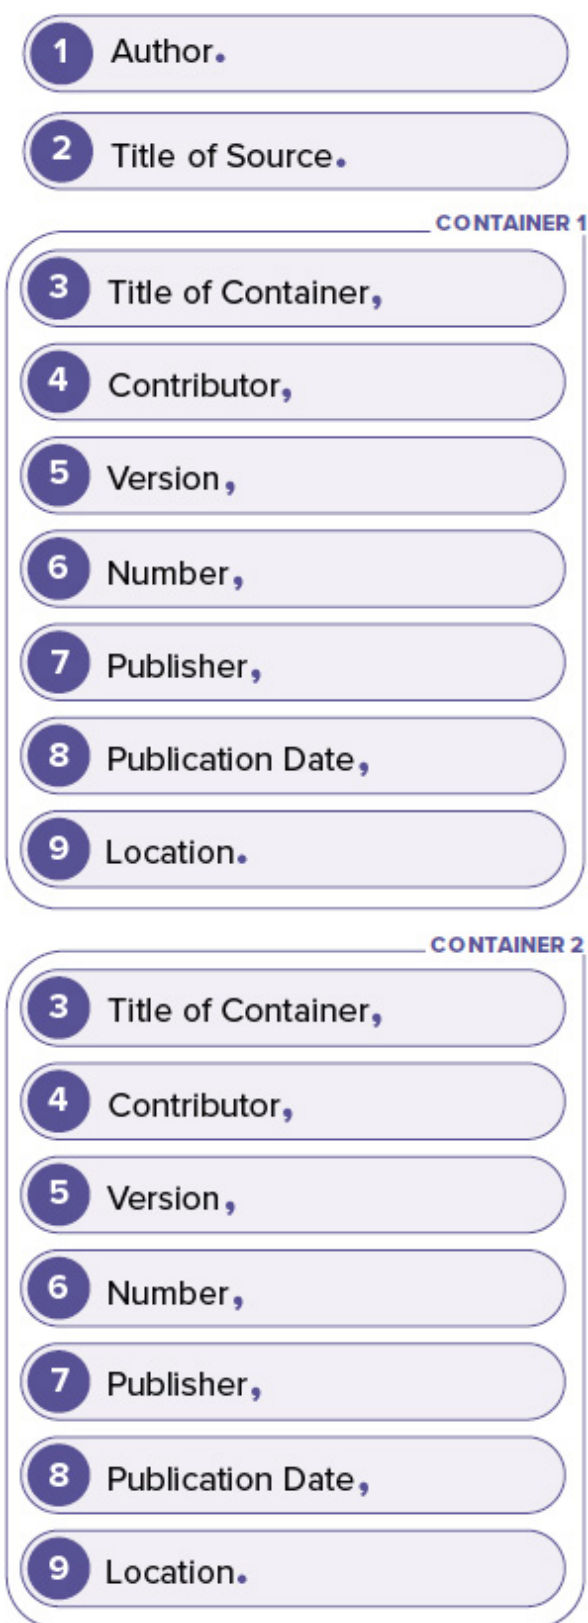 1 Author.
2 Title of Source.
CONTAINER 1
3 Title of Container,
4 Contributor,
5 Version,
6 Number,
7 Publisher,
8 Publication Date,
9 Location.
CONTAINER 2
3 Title of Container,
4 Contributor,
5 Version,
6 Number,
7 Publisher,
8 Publication Date,
9 Location.